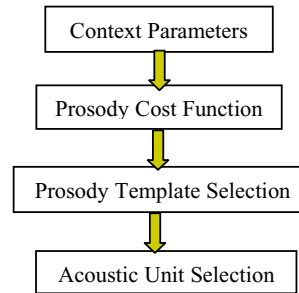 Context Parameters
Prosody Cost Function
Prosody Template Selection
Acoustic Unit Selection